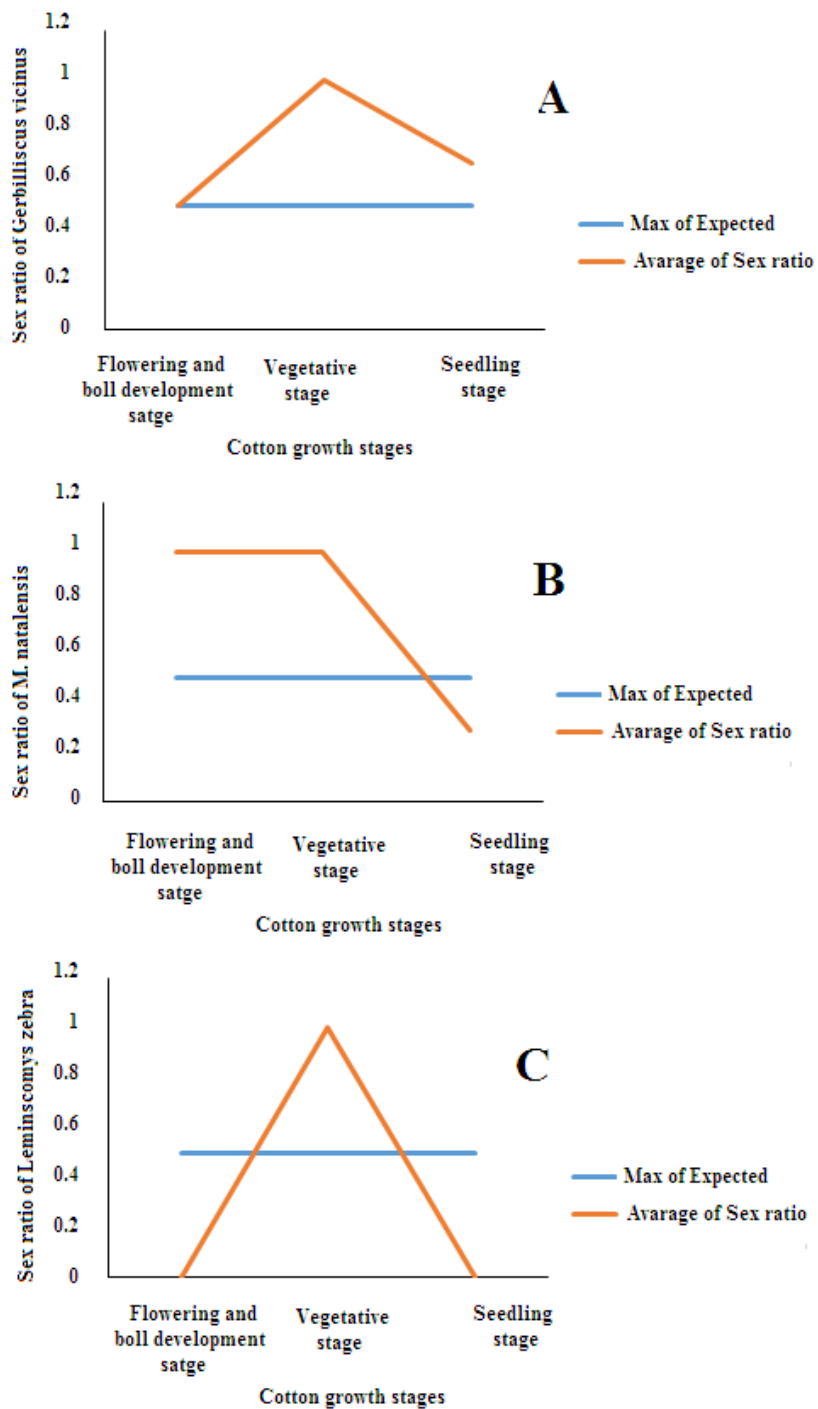 1.2
1
0.8
0.6
0.4
0.2
0
Sex ratio of Gerbilliscus vicinus
A
Max of Expected
Avarage of Sex ratio
Flowering and
boll development
satge
Vegetative
stage
Seedling
stage
Cotton growth stages
1.2
1
0.8
0.6
0.4
0.2
0
Sex ratio of M. natalensis
B
Max of Expected
Avarage of Sex ratio
Flowering and
boll development
satge
Vegetative
stage
Seedling
stage
Cotton growth stages
1.2
1
0.8
0.6
0.4
0.2
0
Sex ratio of Leminscomys zebra
C
Max of Expected
Avarage of Sex ratio
Flowering and
boll development
satge
Vegetative
stage
Seedling
stage
Cotton growth stages